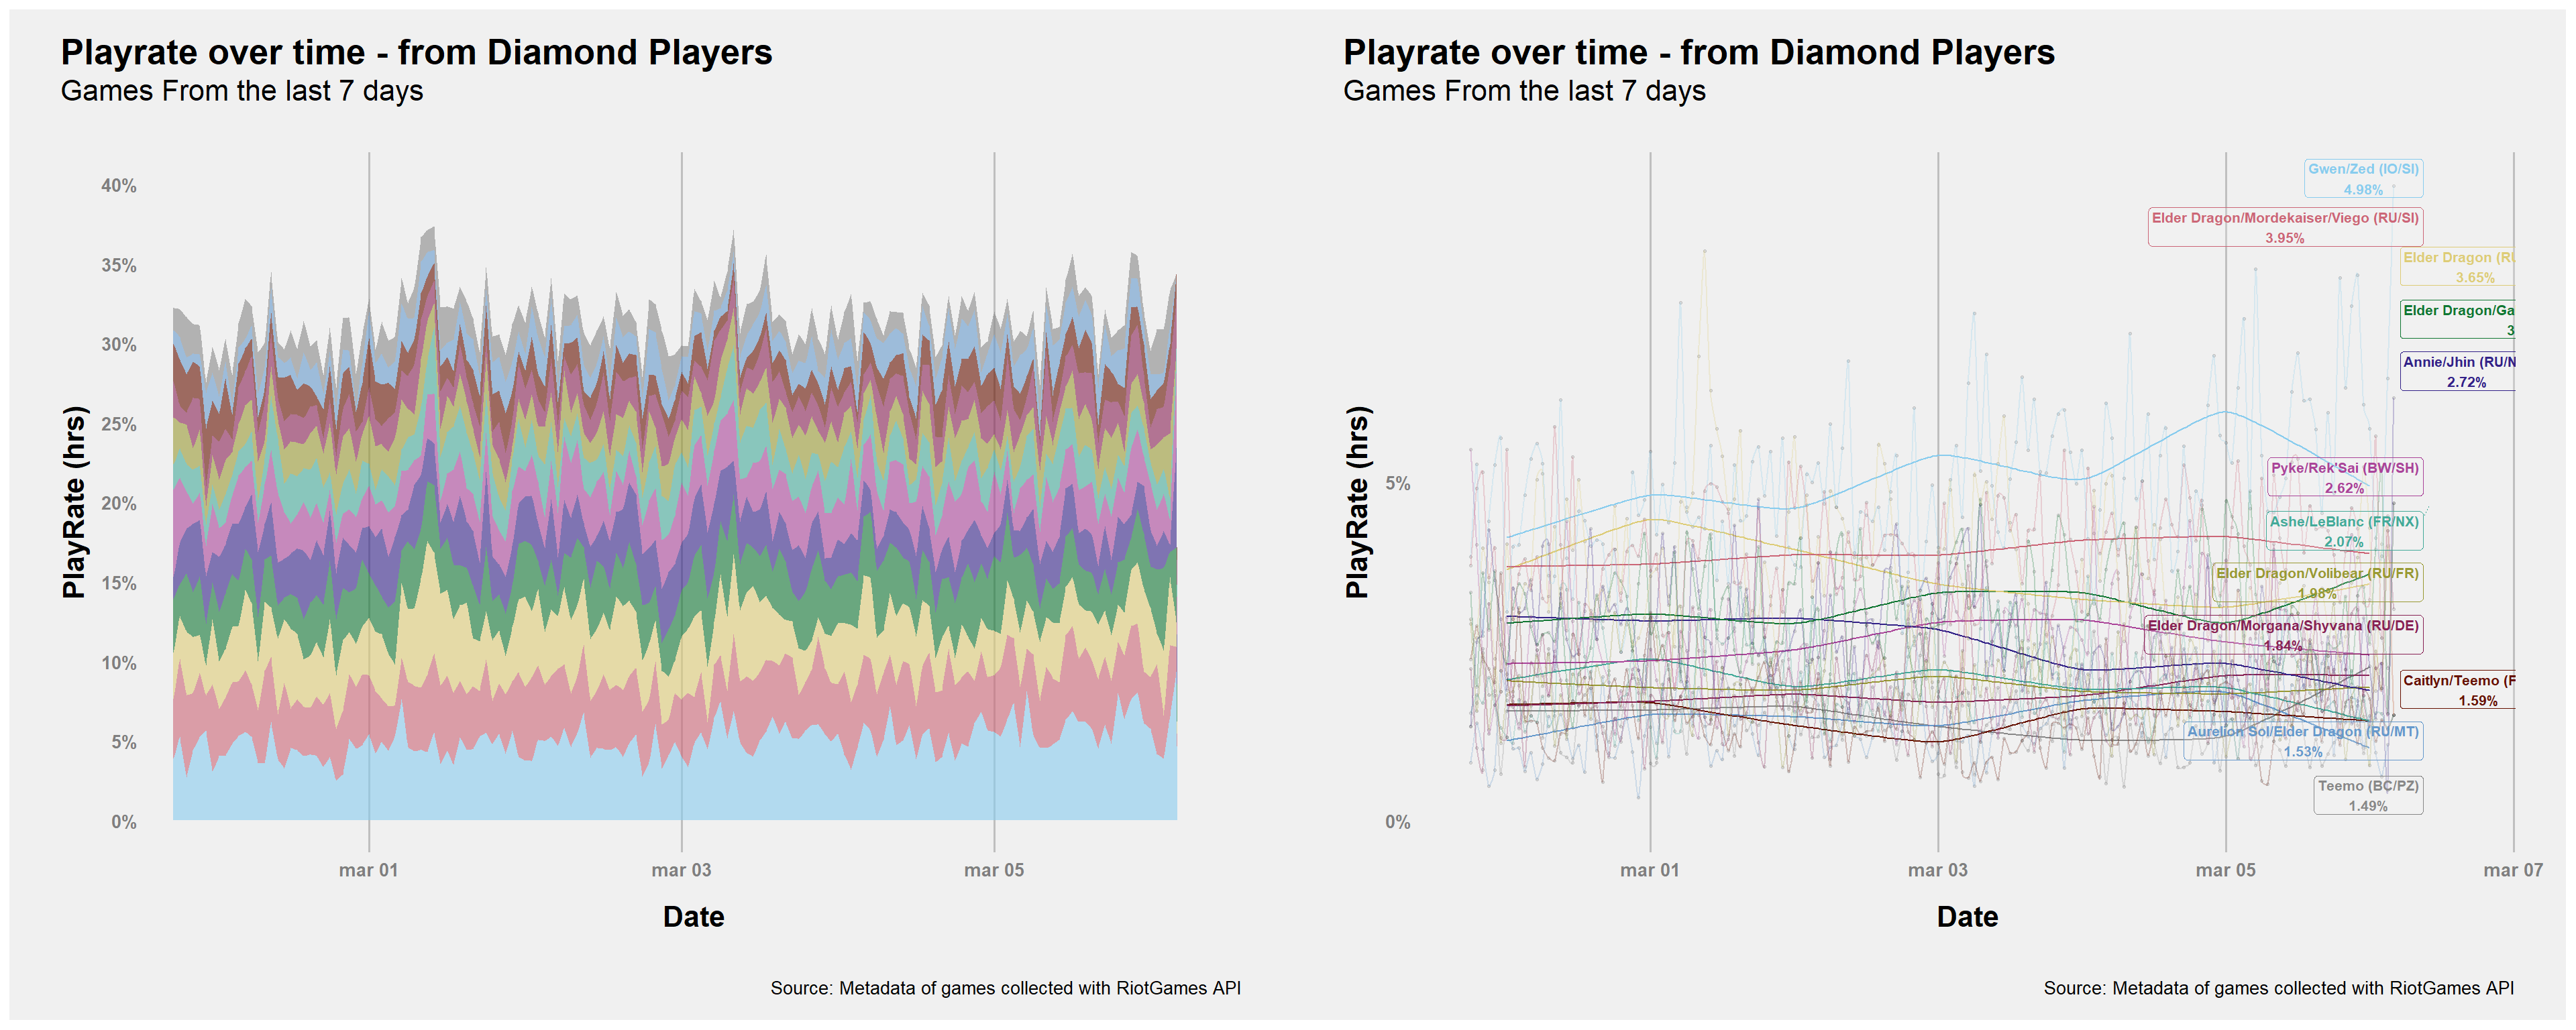 Playrate over time - from Diamond Players
Games From the last 7 days
PlayRate (hrs)
40%
35%
30%
25%
20%
15%
10%
5%
0%
mar 01
mar 03
mar 05
Date
Source: Metadata of games collected with RiotGames API
Playrate over time - from Diamond Players
Games From the last 7 days
PlayRate (hrs)
5%
0%
Gwen/Zed (IO/SI)
4.98%
Elder Dragon/Mordekaiser/Viego (RU/SI)
3.95%
Elder Dragon (RU
3.65%
Elder Dragon/Ga
3
Annie/Jhin (RU/N
2.72%
Pyke/Rek'Sai (BW/SH)
2.62%
Ashe/LeBlanc (FR/NX)
2.07%
Elder Dragon/Volibear (RU/FR)
1.98%
Elder Dragon/Morgana/Shyvana (RU/DE)
1.84%
Caitlyn/Teemo (F
1.59%
Aurelion Sol/Elder Dragon (RU/MT)
1.53%
Teemo (BC/PZ)
1.49%
mar 01
mar 03
mar 05
mar 07
Date
Source: Metadata of games collected with RiotGames API